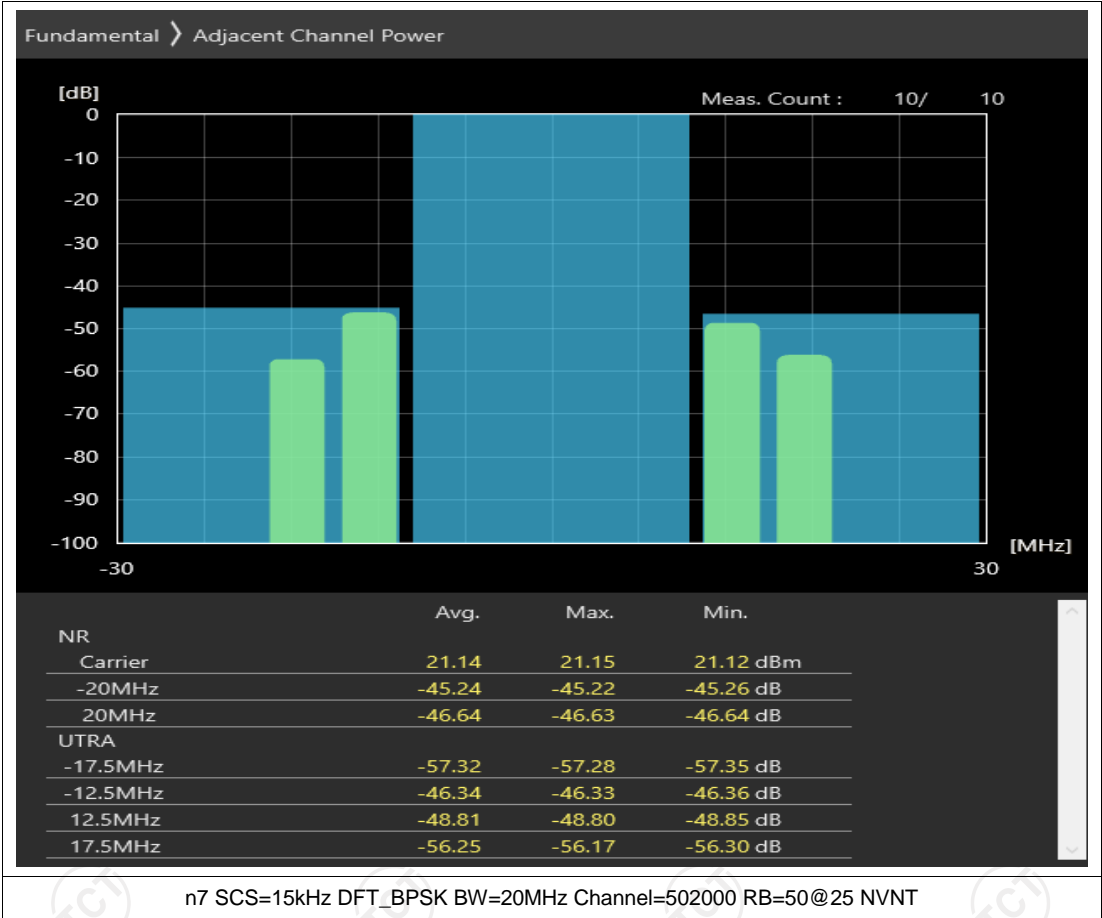 Fundamental ❯ Adjacent Channel Power
[dB]
Meas. Count : 10/ 10
0
-10
-20
-30
-40
-50
-60
-70
-80
-90
-100
[MHz]
-30 30
Avg. Max. Min.
NR
Carrier 21.14 21.15 21.12 dBm
-20MHz -45.24 -45.22 -45.26 dB
20MHz -46.64 -46.63 -46.64 dB
UTRA
-17.5MHz -57.32 -57.28 -57.35 dB
-12.5MHz -46.34 -46.33 -46.36 dB
12.5MHz -48.81 -48.80 -48.85 dB
17.5MHz -56.25 -56.17 -56.30 dB
n7 SCS=15kHz DFT_BPSK BW=20MHz Channel=502000 RB=50@25 NVNT
TCT TCT TCT TCT